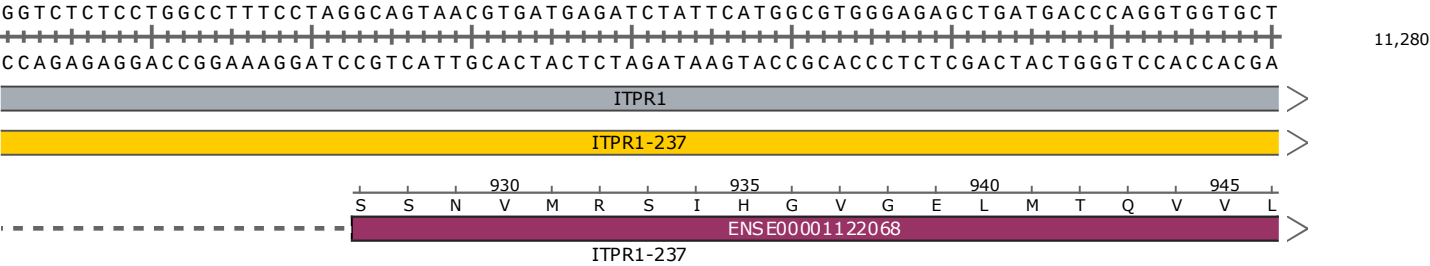 GGTCTCTCCTGGCCTTTCCTAGGCAGTAACGTGATGAGATCTATTCATGGCGTGGGAGAGCTGATGACCCAGGTGGTGCT
11,280
CCAGAGAGGACCGGAAAGGATCCGTCATTGCACTACTCTAGATAAGTACCGCACCCTCTCGACTACTGGGTCCACCACGA
ITPR1
ITPR1-237
930 935 940 945
S S N V M R S I H G V G E L M T Q V V L
ENSE00001122068
ITPR1-237